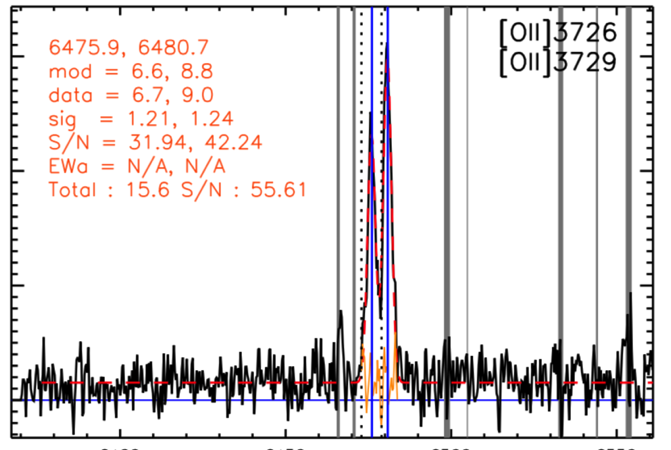 6475.9, 6480.7
mod = 6.6, 8.8
data = 6.7, 9.0
sig = 1.21, 1.24
S/N = 31.94, 42.24
EWa = N/A, N/A
Total : 15.6 S/N : 55.61
[OII]3726
[OII]3729